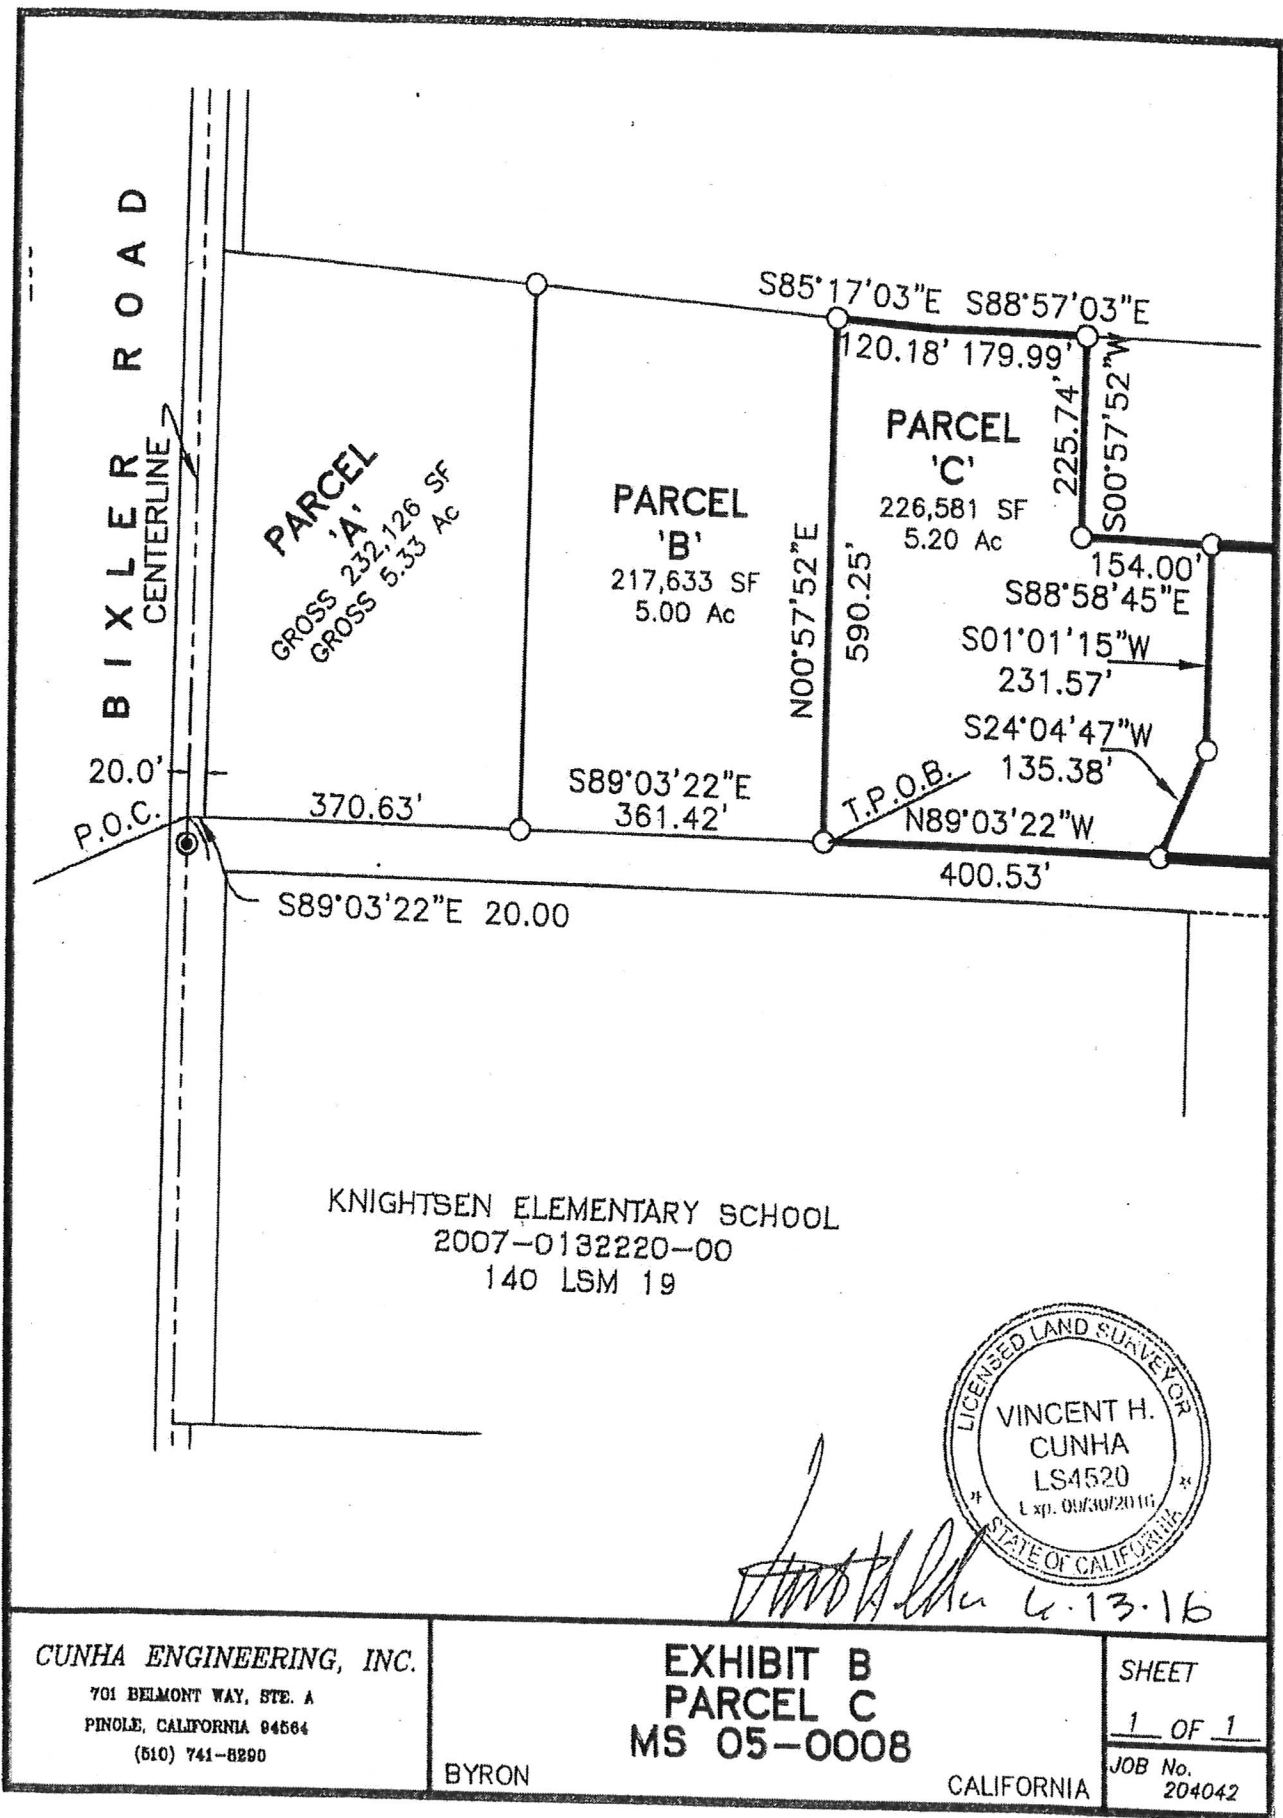 BIXLER ROAD
CENTERLINE
S85°17'03"E S88°57'03"E
120.18' 179.99'
225.74'
S00°57'52"W
PARCEL
'A'
GROSS 232,126 SF
GROSS 5.33 Ac
PARCEL
'B'
217,633 SF
5.00 Ac
PARCEL
'C'
226,581 SF
5.20 Ac
N00°57'52"E
590.25'
154.00'
S88°58'45"E
S01°01'15"W
231.57'
S24°04'47"W
135.38'
20.0'
P.O.C.
370.63'
S89°03'22"E
361.42'
T.P.O.B.
N89°03'22"W
400.53'
S89°03'22"E 20.00
KNIGHTSEN ELEMENTARY SCHOOL
2007-0132220-00
140 LSM 19
LICENSED LAND SURVEYOR
VINCENT H.
CUNHA
LS4520
Exp. 09/30/2016
STATE OF CALIFORNIA
13.16
CUNHA ENGINEERING, INC.
701 BELMONT WAY, STE. A
PINOLE, CALIFORNIA 94564
(510) 741-8290
EXHIBIT B
PARCEL C
MS 05-0008
BYRON
CALIFORNIA
SHEET
1 OF 1
JOB No.
204042